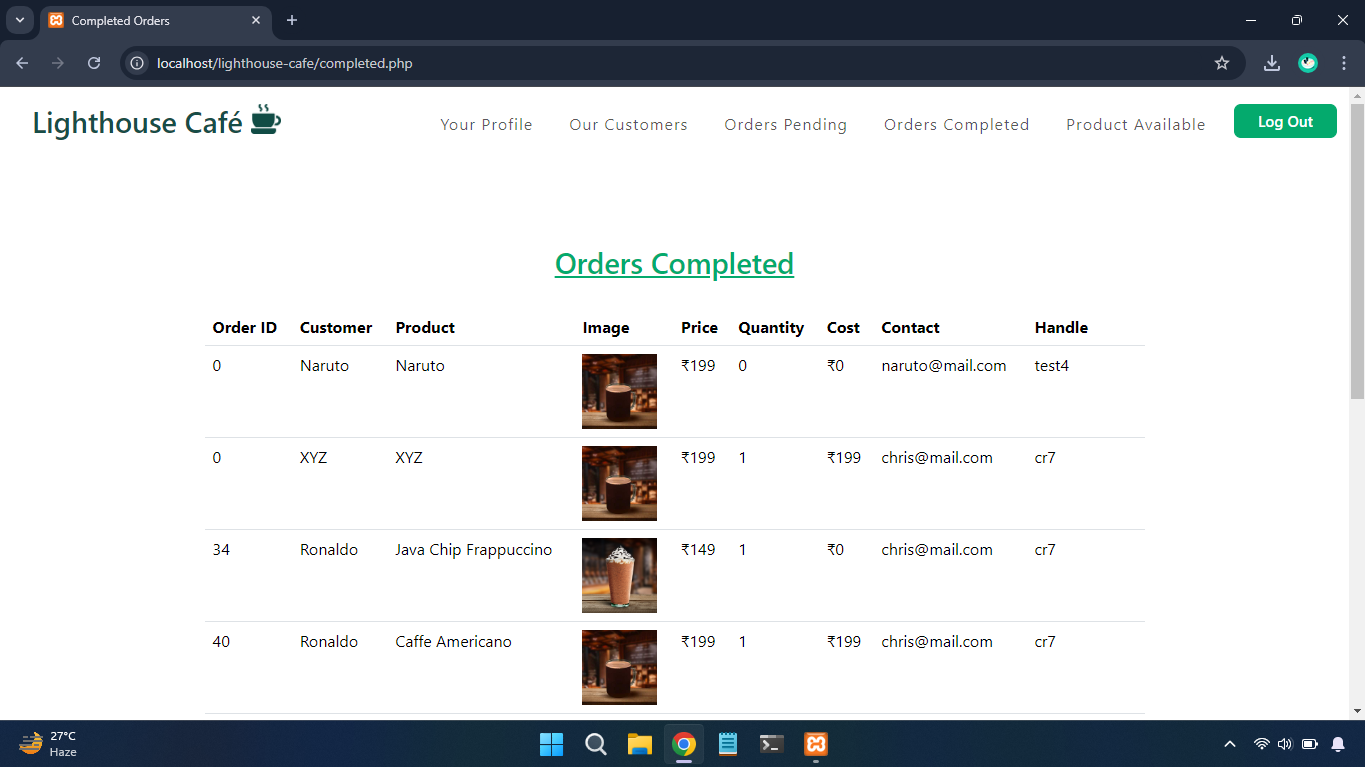 Completed Orders
localhost/lighthouse-cafe/completed.php
Lighthouse Café
Your Profile Our Customers Orders Pending Orders Completed Product Available Log Out
Orders Completed
Order ID Customer Product Image Price Quantity Cost Contact Handle
0 Naruto Naruto ₹199 0 ₹0 naruto@mail.com test4
0 XYZ XYZ ₹199 1 ₹199 chris@mail.com cr7
34 Ronaldo Java Chip Frappuccino ₹149 1 ₹0 chris@mail.com cr7
40 Ronaldo Caffe Americano ₹199 1 ₹199 chris@mail.com cr7
27°C
Haze